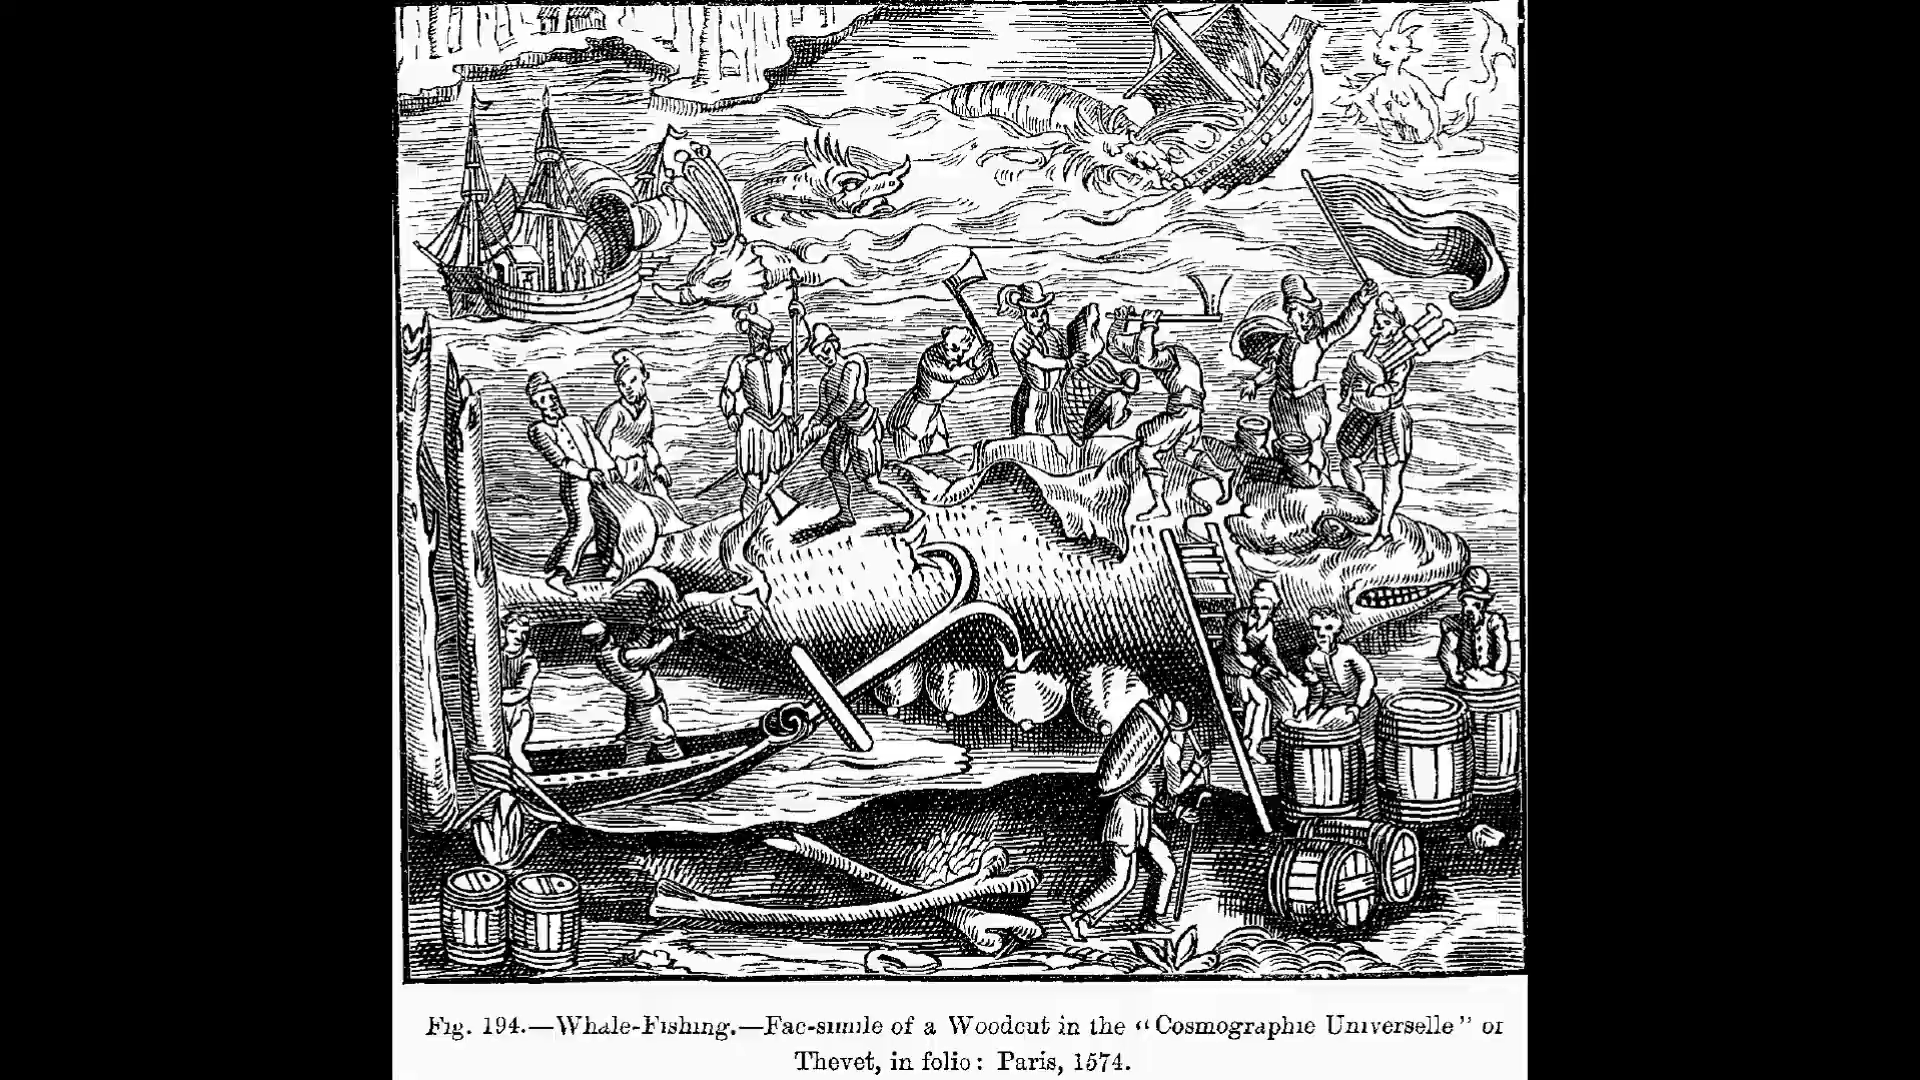 Fig. 194.—Whale-Fishing.—Fac-simile of a Woodcut in the “Cosmographie Universelle” of
Thevet, in folio: Paris, 1574.